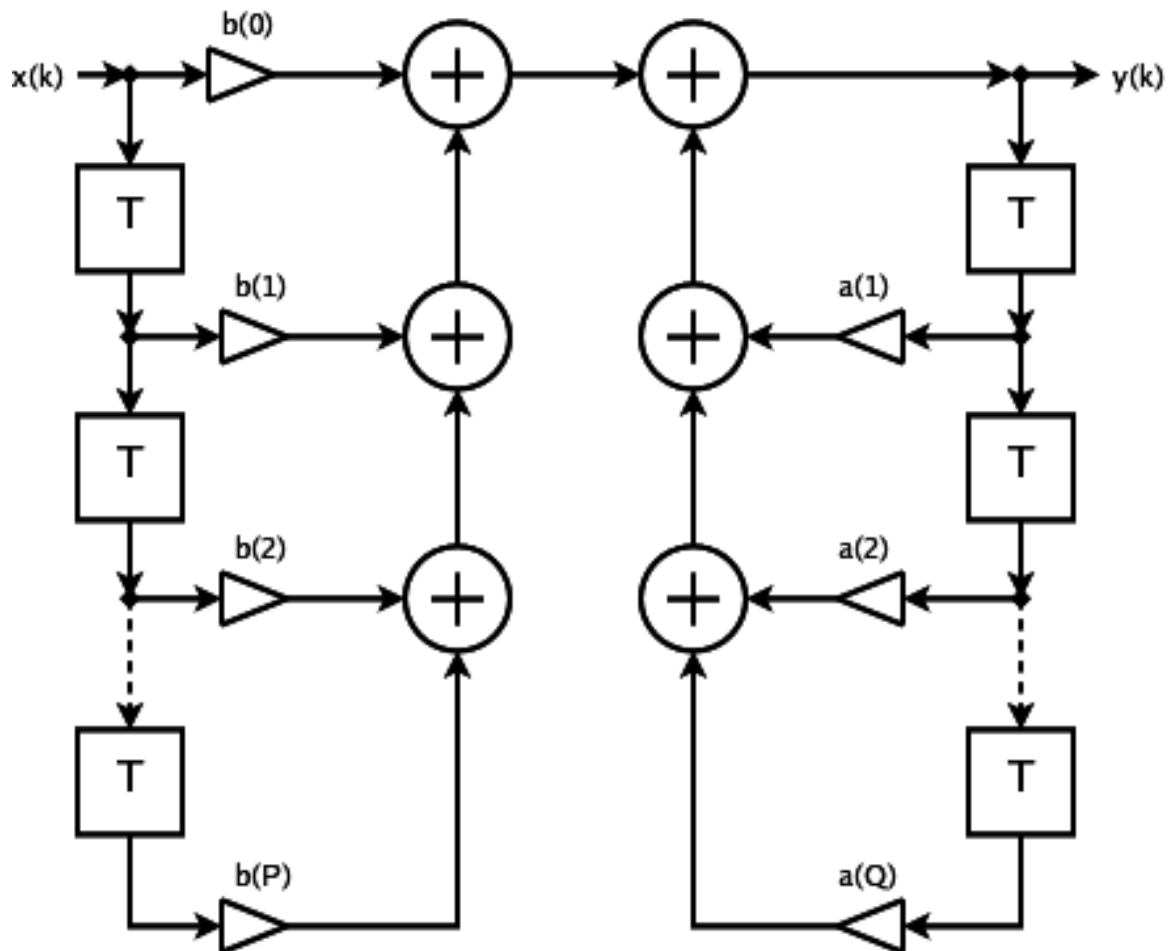 b(0)
x(k)
y(k)
T
T
b(1)
a(1)
T
T
b(2)
a(2)
T
T
b(P)
a(Q)